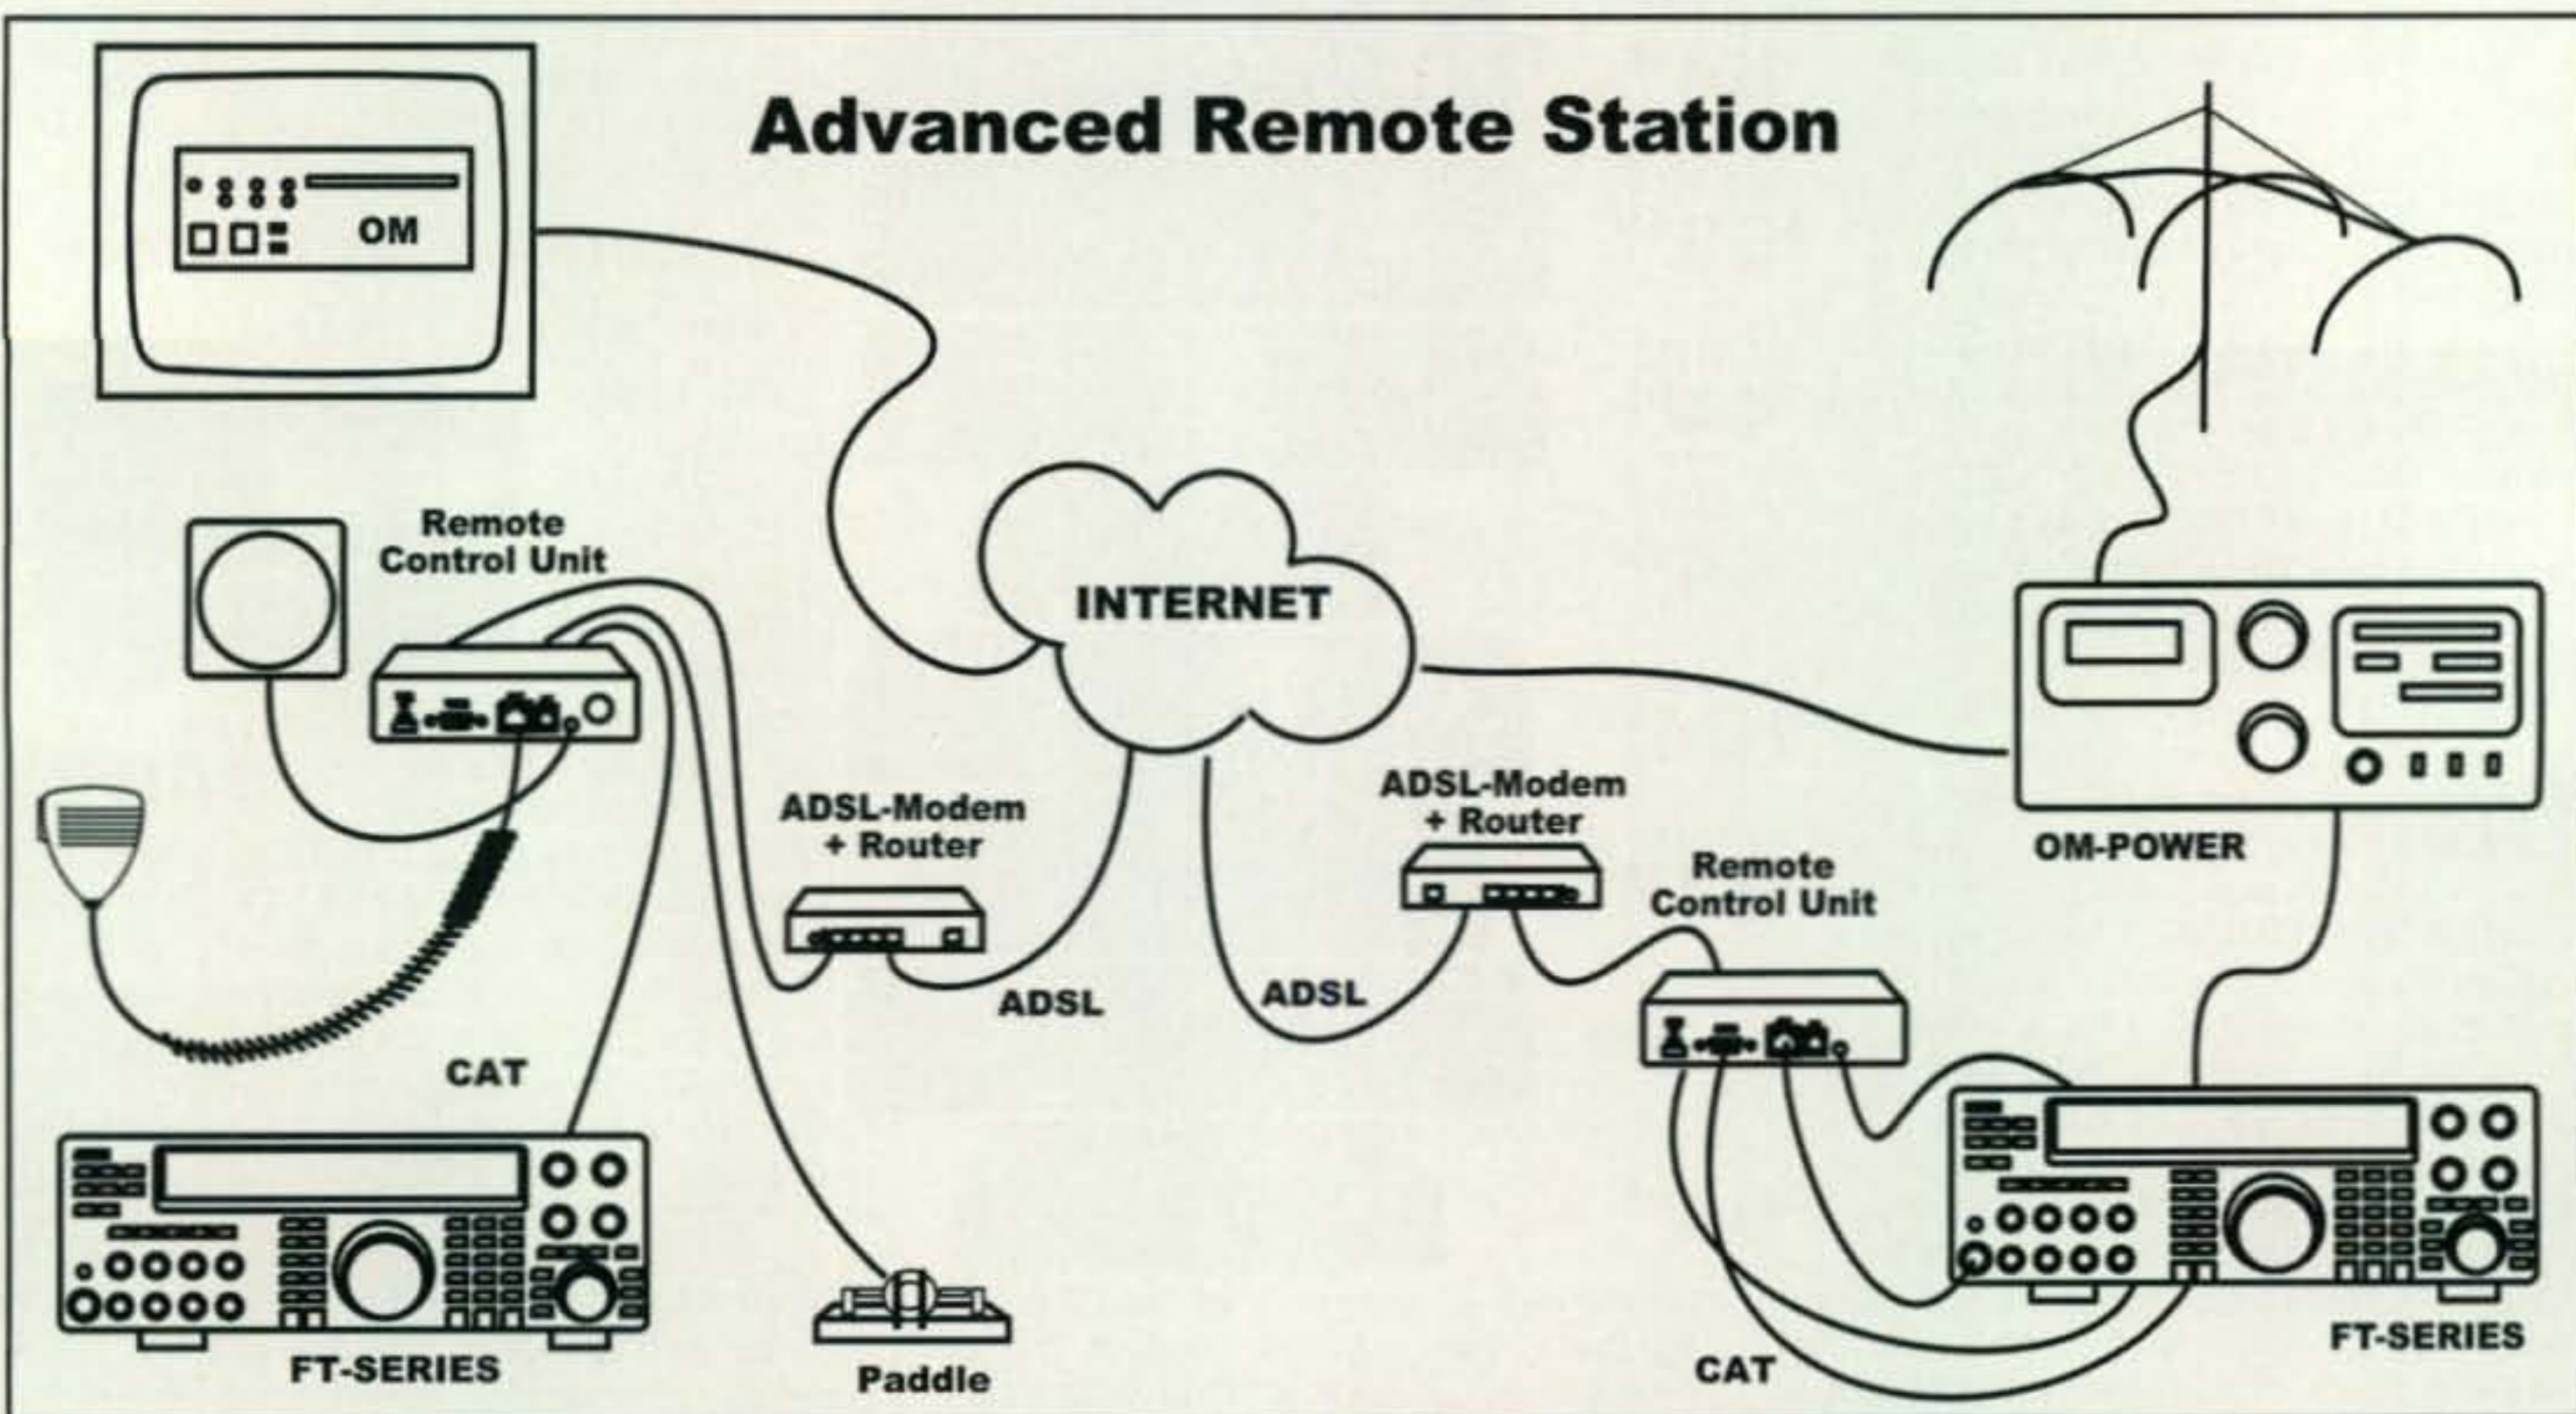 Advanced Remote Station
OM
Remote
Control Unit
INTERNET
ADSL-Modem
+ Router
ADSL-Modem
+ Router
OM-POWER
Remote
Control Unit
ADSL
ADSL
CAT
FT-SERIES
Paddle
CAT
FT-SERIES